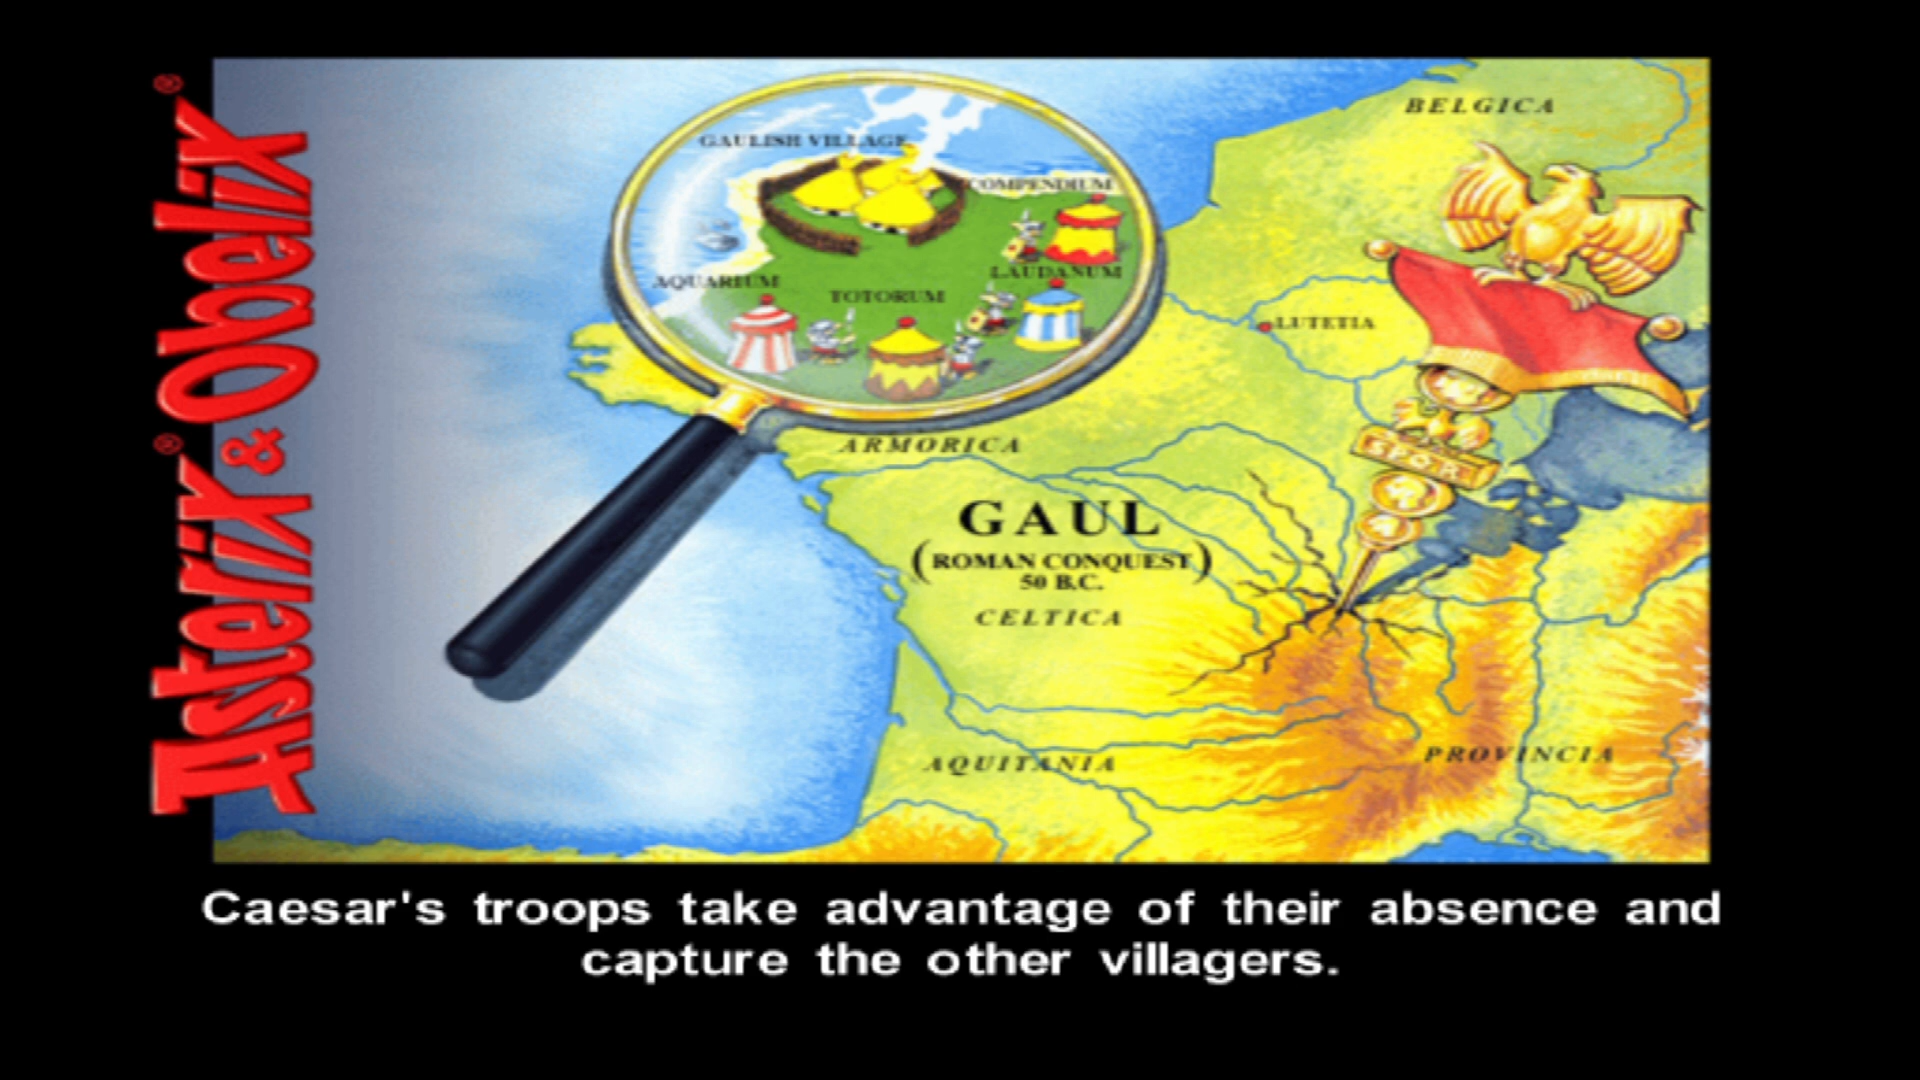 Asterix® & Obelix®
BELGICA
GAULISH VILLAGE
COMPENDIUM
AQUARIUM
TOTORUM
LAUDANUM
LUTETIA
ARMORICA
SPQR
GAUL
(ROMAN CONQUEST)
50 B.C.
CELTICA
AQUITANIA
PROVINCIA
Caesar's troops take advantage of their absence and
capture the other villagers.